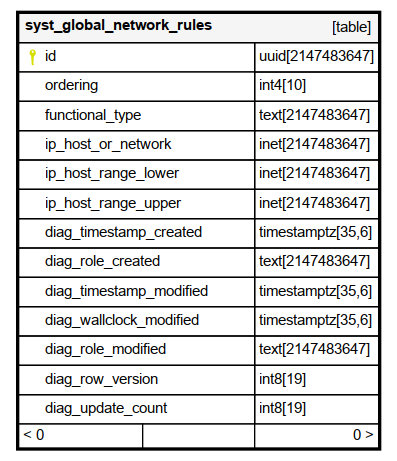 syst_global_network_rules [table]
id uuid[2147483647]
ordering int4[10]
functional_type text[2147483647]
ip_host_or_network inet[2147483647]
ip_host_range_lower inet[2147483647]
ip_host_range_upper inet[2147483647]
diag_timestamp_created timestamptz[35,6]
diag_role_created text[2147483647]
diag_timestamp_modified timestamptz[35,6]
diag_wallclock_modified timestamptz[35,6]
diag_role_modified text[2147483647]
diag_row_version int8[19]
diag_update_count int8[19]
< 0 0 >